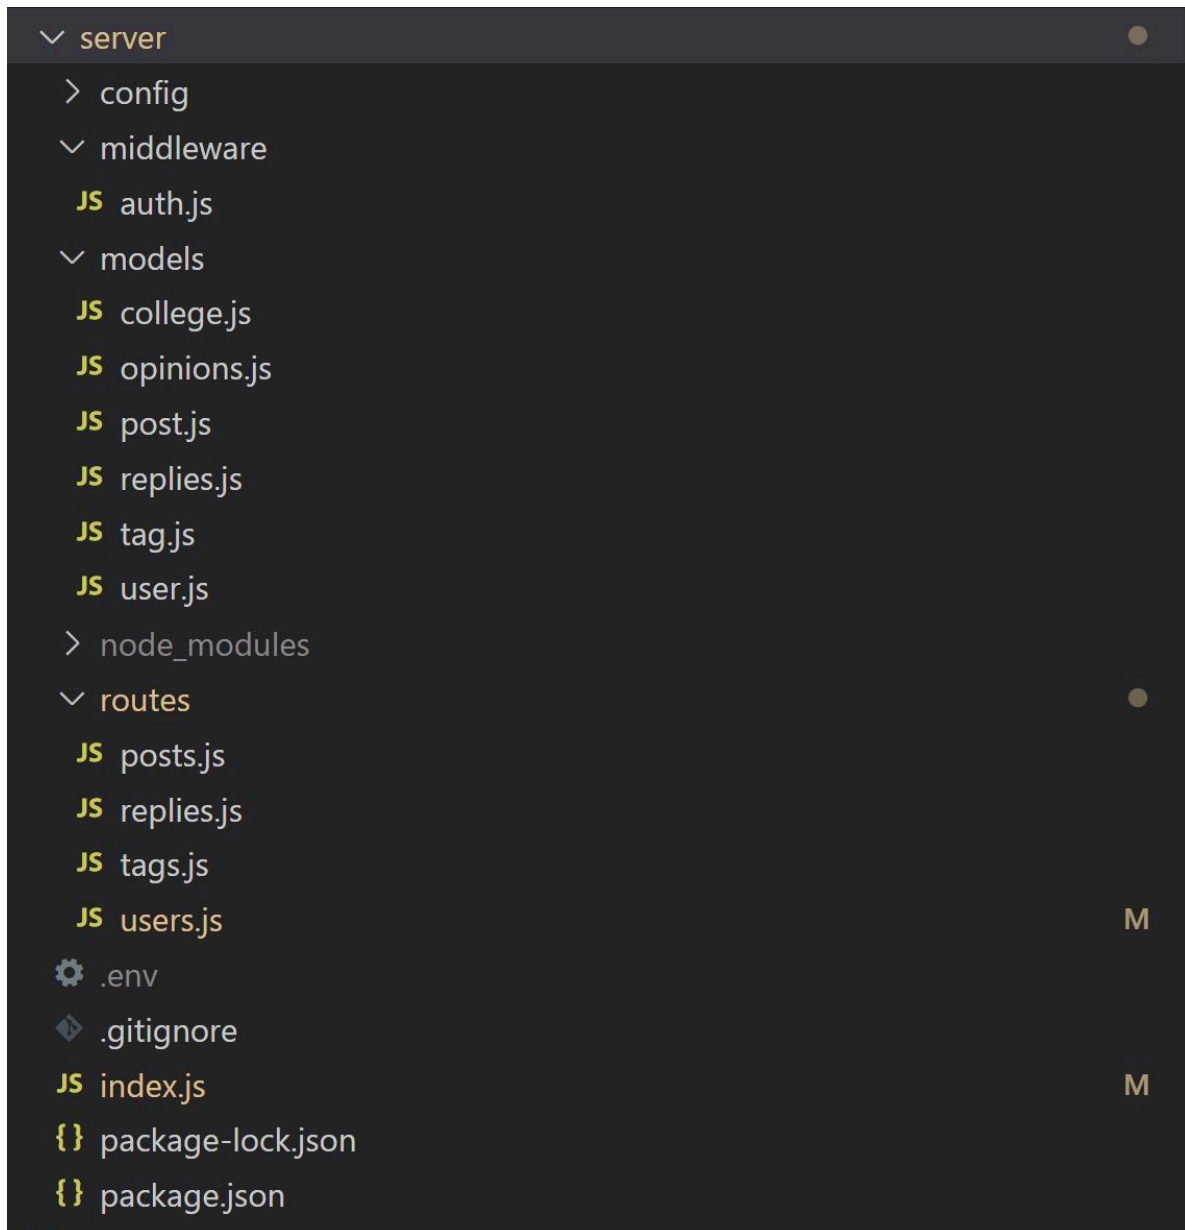 server
config
middleware
JS auth.js
models
JS college.js
JS opinions.js
JS post.js
JS replies.js
JS tag.js
JS user.js
node_modules
routes
JS posts.js
JS replies.js
JS tags.js
JS users.js M
.env
.gitignore
JS index.js M
{} package-lock.json
{} package.json